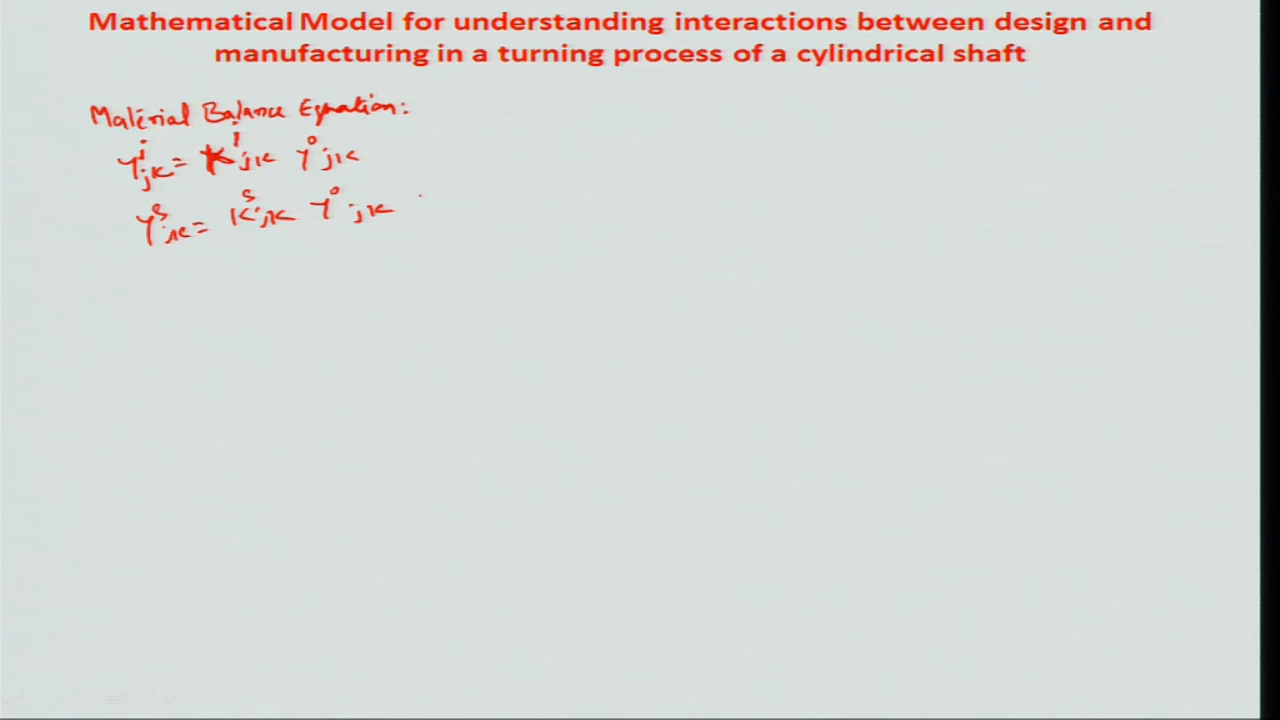 Mathematical Model for understanding interactions between design and
manufacturing in a turning process of a cylindrical shaft
Material Balance Equation:
Y^i_jk = K^i_jk Y^o_jk
Y^s_jk = K^s_jk Y^o_jk